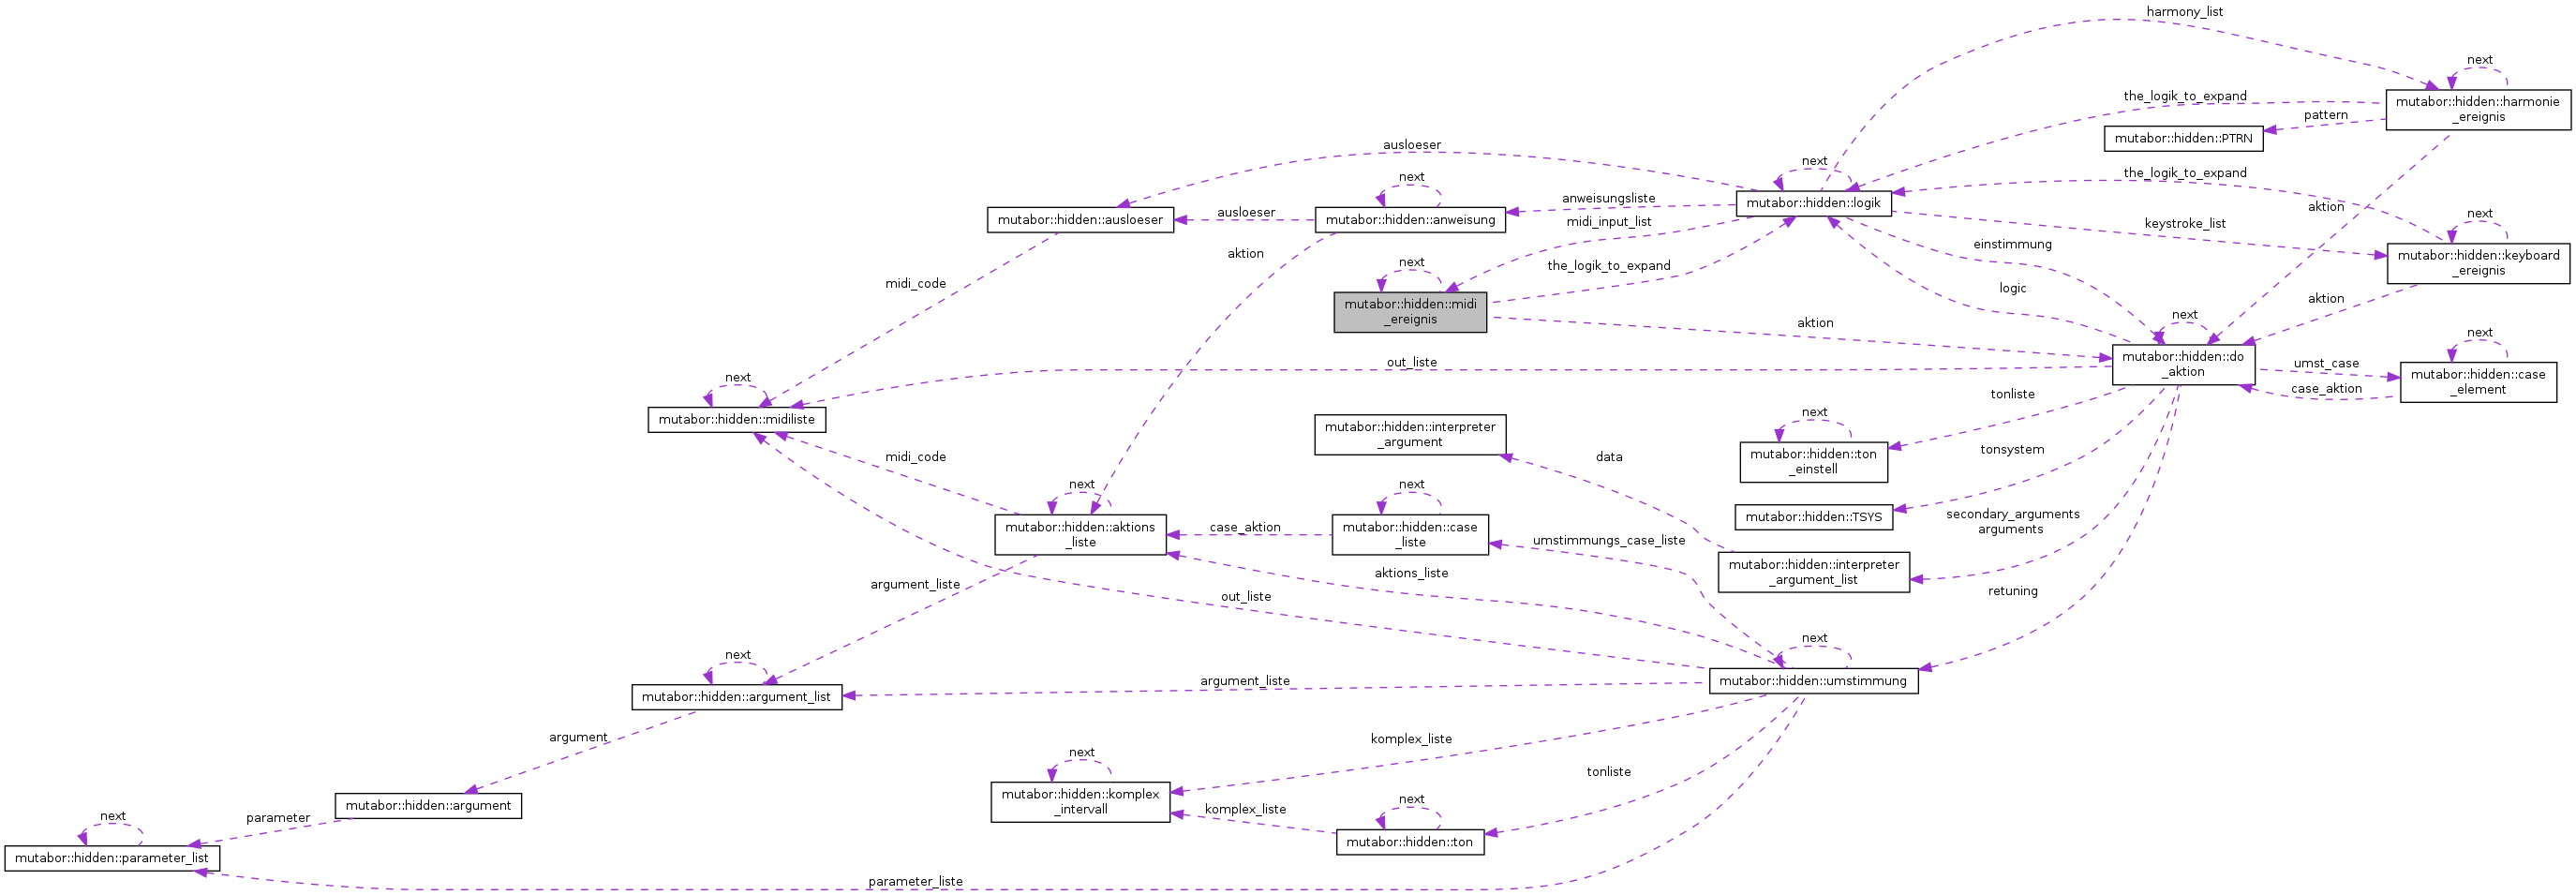 harmony_list
next
the_logik_to_expand
mutabor::hidden::harmonie
_ereignis
pattern
mutabor::hidden::PTRN
ausloeser
next
next
the_logik_to_expand
anweisungsliste
mutabor::hidden::logik
aktion
ausloeser
mutabor::hidden::ausloeser
mutabor::hidden::anweisung
midi_input_list
keystroke_list
next
einstimmung
aktion
mutabor::hidden::keyboard
_ereignis
next
the_logik_to_expand
midi_code
logic
aktion
mutabor::hidden::midi
_ereignis
aktion
next
next
mutabor::hidden::do
_aktion
out_liste
umst_case
mutabor::hidden::case
_element
case_aktion
next
tonliste
mutabor::hidden::midiliste
next
mutabor::hidden::interpreter
_argument
mutabor::hidden::ton
_einstell
tonsystem
midi_code
data
next
next
mutabor::hidden::TSYS
secondary_arguments
arguments
mutabor::hidden::aktions
_liste
case_aktion
mutabor::hidden::case
_liste
umstimmungs_case_liste
mutabor::hidden::interpreter
_argument_list
aktions_liste
argument_liste
out_liste
retuning
next
next
argument_liste
mutabor::hidden::umstimmung
mutabor::hidden::argument_list
argument
komplex_liste
next
tonliste
mutabor::hidden::komplex
_intervall
next
mutabor::hidden::argument
komplex_liste
next
parameter
mutabor::hidden::ton
mutabor::hidden::parameter_list
parameter_liste